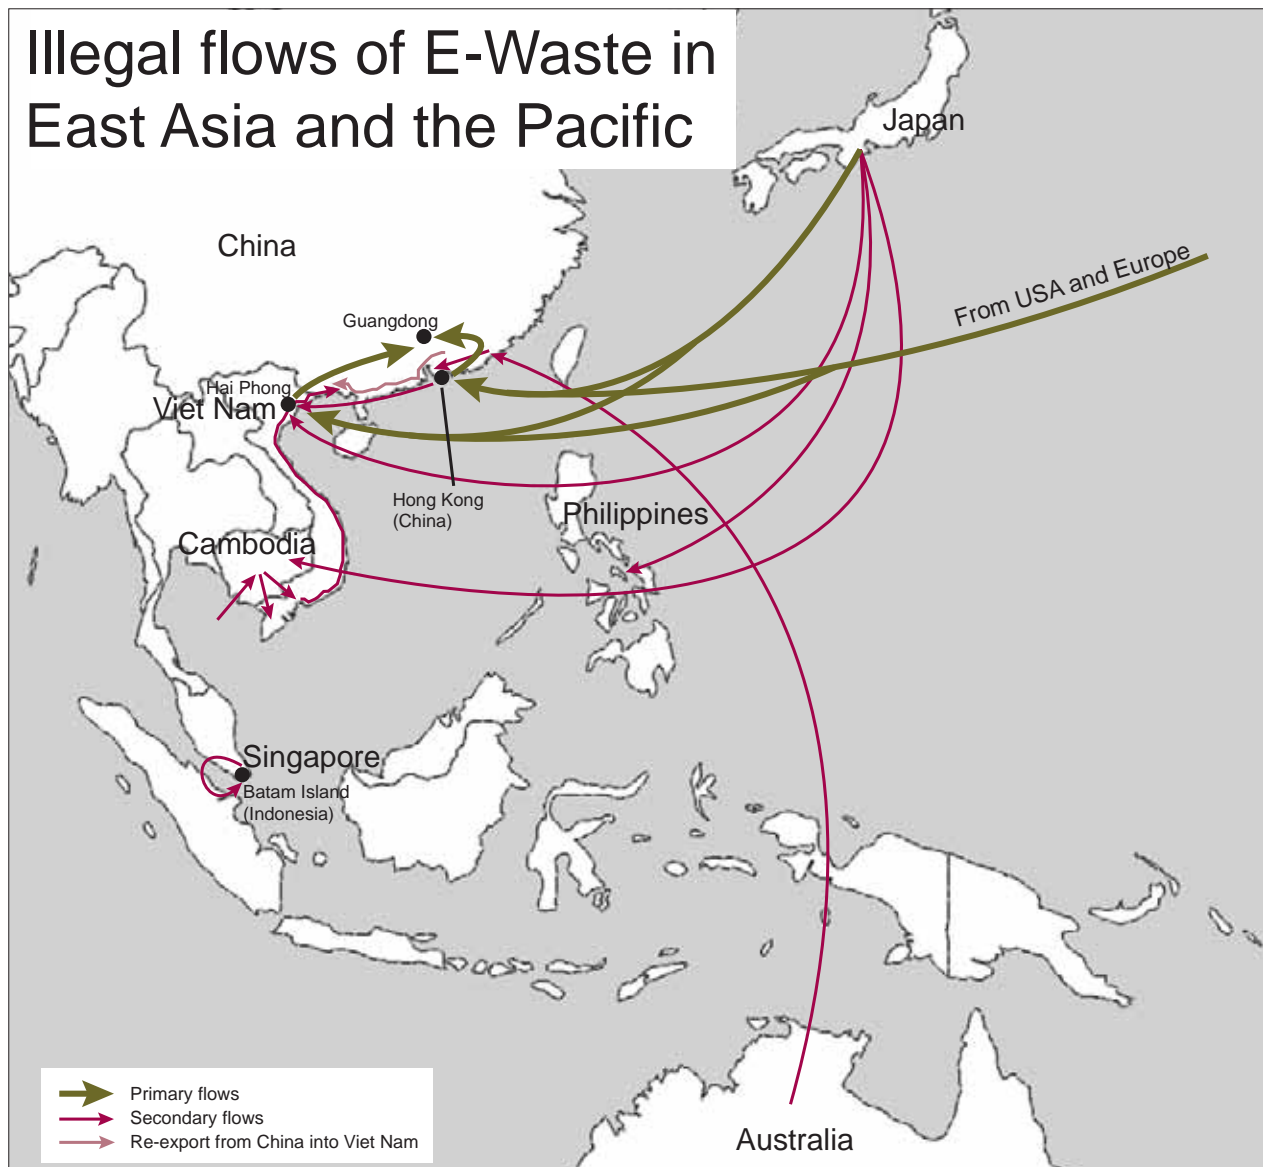 Illegal flows of E-Waste in
East Asia and the Pacific
Japan
China
From USA and Europe
Guangdong
Hai Phong
Viet Nam
Hong Kong
(China)
Philippines
Cambodia
Singapore
Batam Island
(Indonesia)
Primary flows
Secondary flows
Re-export from China into Viet Nam
Australia